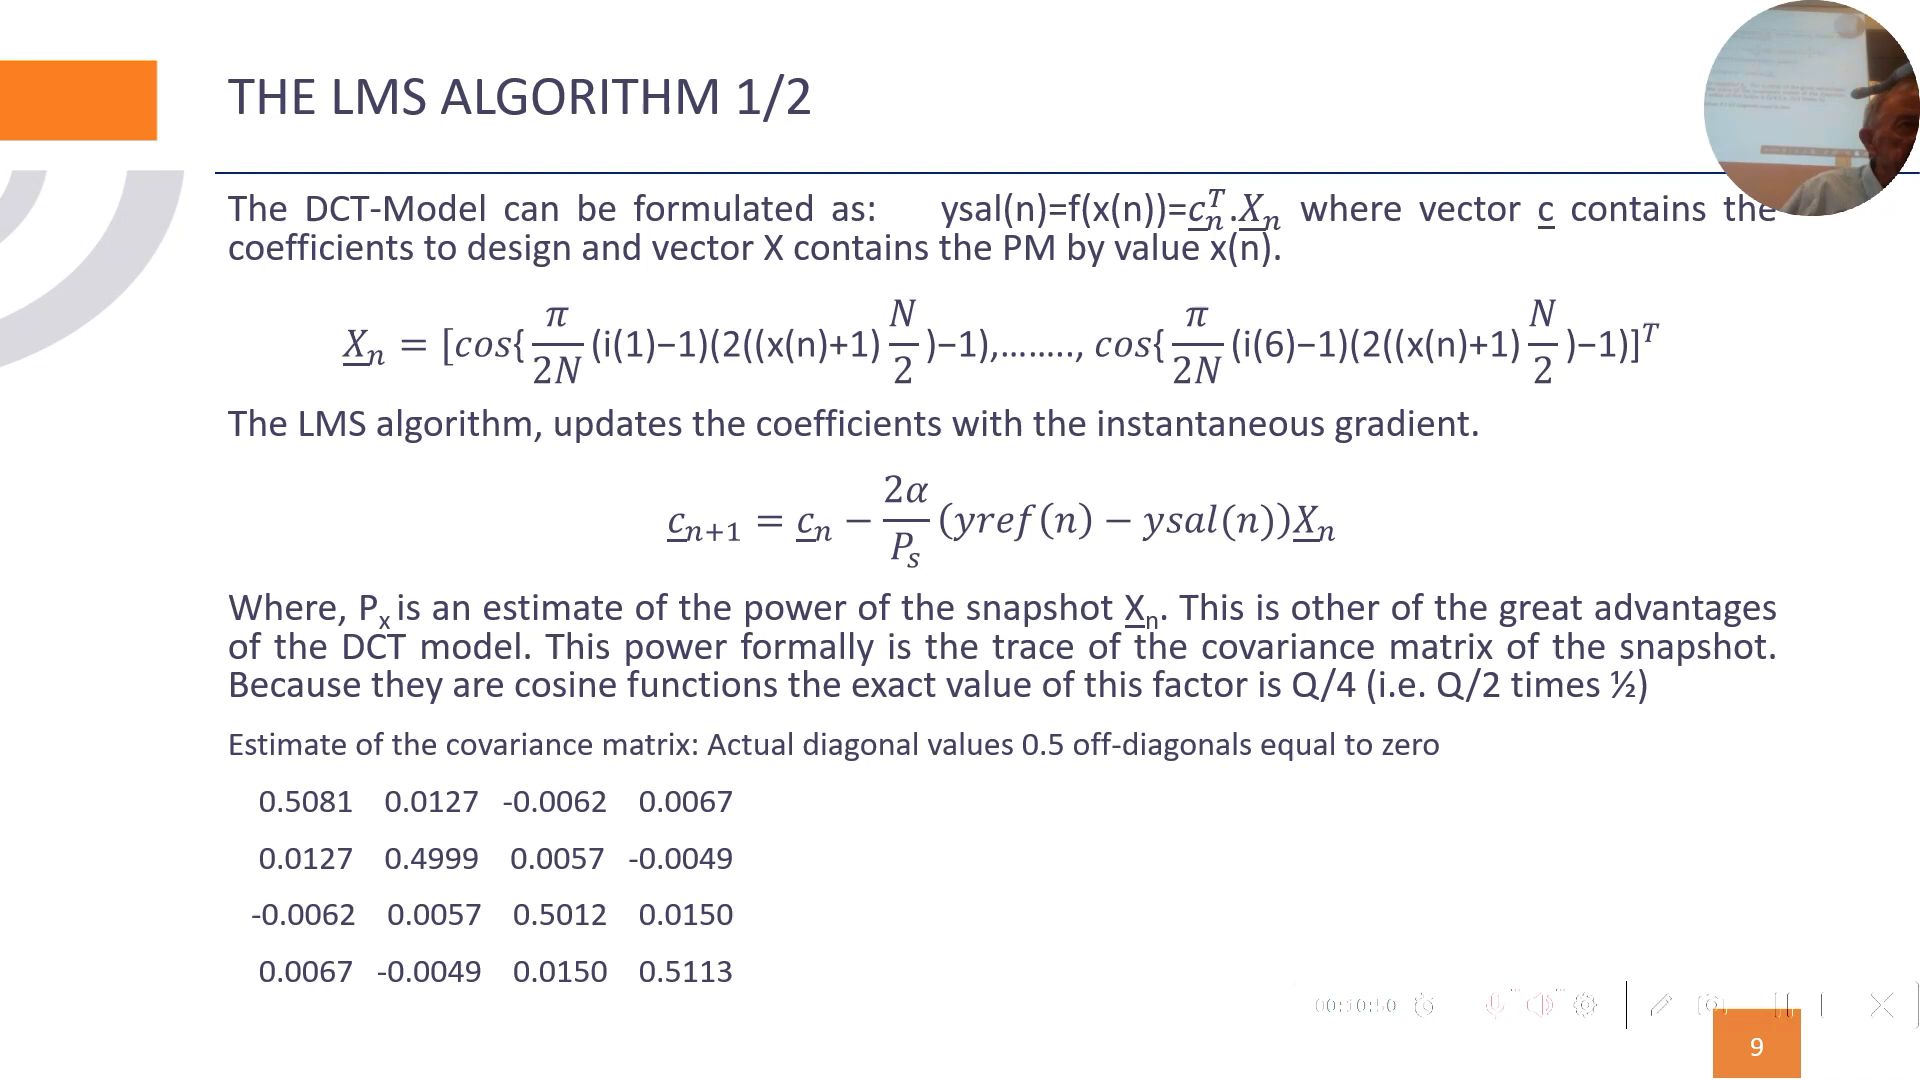 THE LMS ALGORITHM 1/2
The DCT-Model can be formulated as: ysal(n)=f(x(n))=c_n^T.X_n where vector c contains the
coefficients to design and vector X contains the PM by value x(n).
X_n = [cos{π/2N (i(1)−1)(2((x(n)+1) N/2 )−1),........, cos{π/2N (i(6)−1)(2((x(n)+1) N/2 )−1)]^T
The LMS algorithm, updates the coefficients with the instantaneous gradient.
c_{n+1} = c_n − 2α/P_s (yref(n) − ysal(n))X_n
Where, P_x is an estimate of the power of the snapshot X_n. This is other of the great advantages
of the DCT model. This power formally is the trace of the covariance matrix of the snapshot.
Because they are cosine functions the exact value of this factor is Q/4 (i.e. Q/2 times ½)
Estimate of the covariance matrix: Actual diagonal values 0.5 off-diagonals equal to zero
0.5081 0.0127 -0.0062 0.0067
0.0127 0.4999 0.0057 -0.0049
-0.0062 0.0057 0.5012 0.0150
0.0067 -0.0049 0.0150 0.5113
00:10:50
9